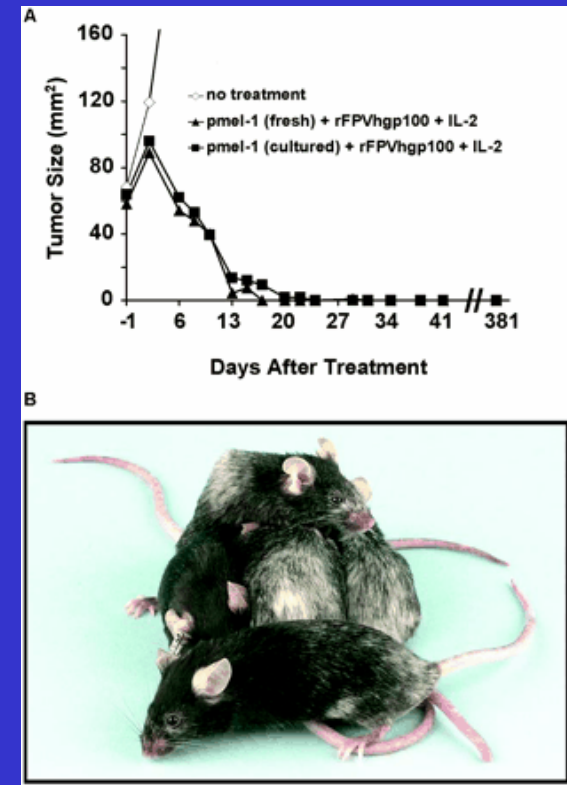 A
160
120
80
40
0
Tumor Size (mm²)
no treatment
pmel-1 (fresh) + rFPVhgp100 + IL-2
pmel-1 (cultured) + rFPVhgp100 + IL-2
-1 6 13 20 27 34 41 381
Days After Treatment
B